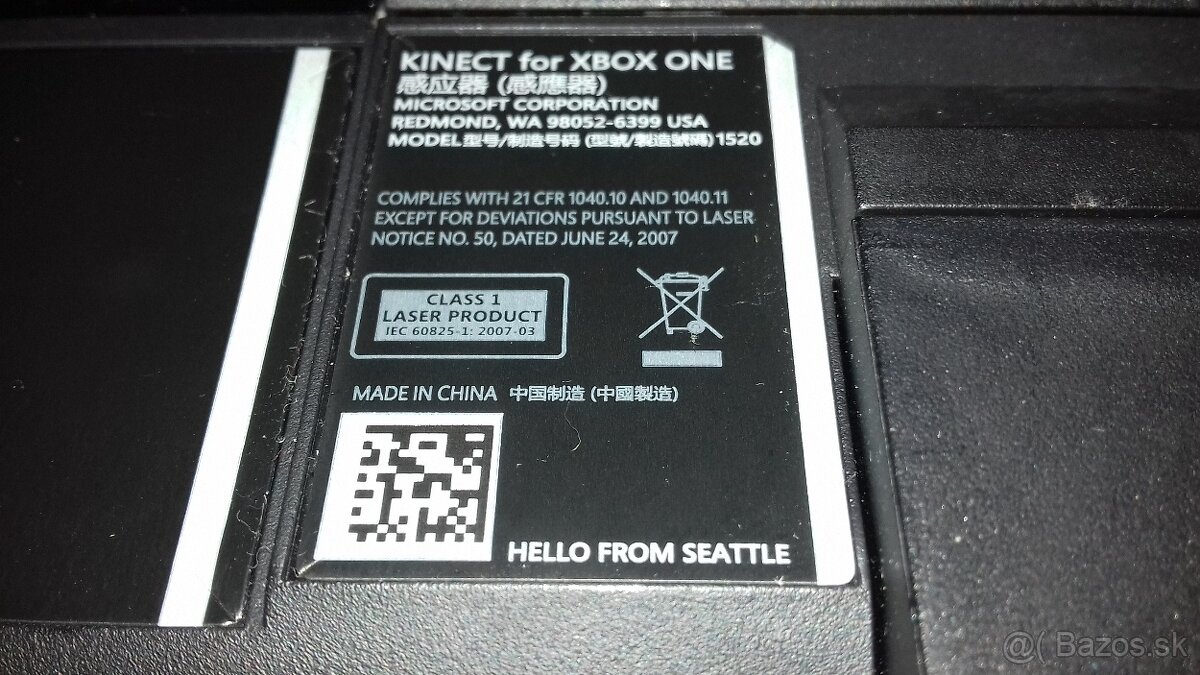 KINECT for XBOX ONE
感应器 (感應器)
MICROSOFT CORPORATION
REDMOND, WA 98052-6399 USA
MODEL型号/制造号码 (型號/製造號碼) 1520
COMPLIES WITH 21 CFR 1040.10 AND 1040.11
EXCEPT FOR DEVIATIONS PURSUANT TO LASER
NOTICE NO. 50, DATED JUNE 24, 2007
CLASS 1
LASER PRODUCT
IEC 60825-1: 2007-03
MADE IN CHINA 中国制造 (中國製造)
HELLO FROM SEATTLE
@( Bazos.sk